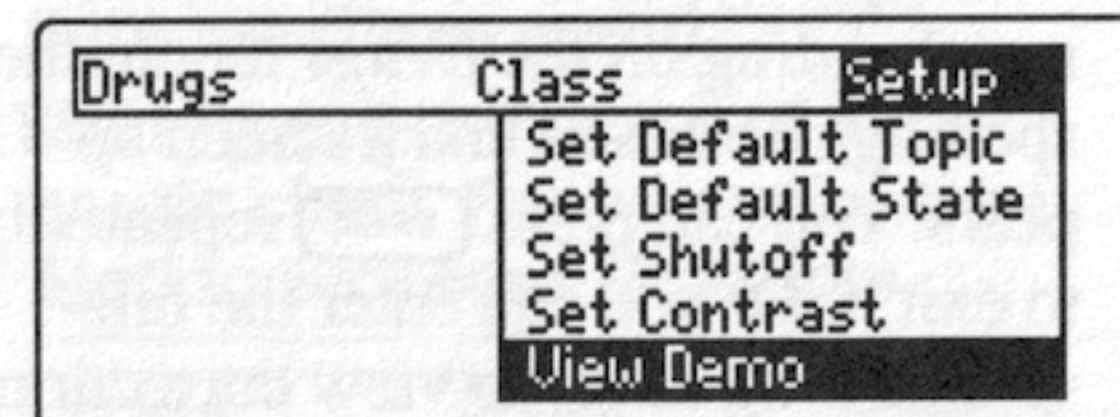 Drugs Class Setup
Set Default Topic
Set Default State
Set Shutoff
Set Contrast
View Demo